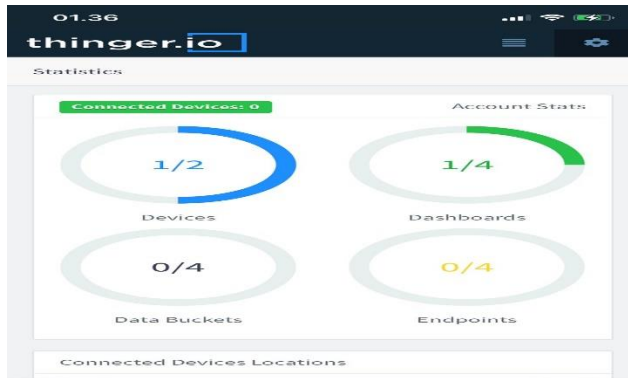 01.36
thinger.io
Statistics
Connected Devices: 0
Account Stats
1/2
1/4
Devices
Dashboards
0/4
0/4
Data Buckets
Endpoints
Connected Devices Locations